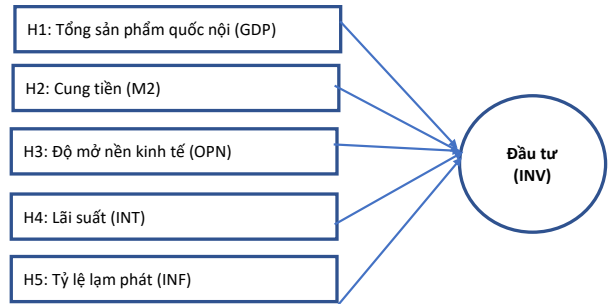 H1: Tổng sản phẩm quốc nội (GDP)
H2: Cung tiền (M2)
H3: Độ mở nền kinh tế (OPN)
H4: Lãi suất (INT)
H5: Tỷ lệ lạm phát (INF)
Đầu tư
(INV)